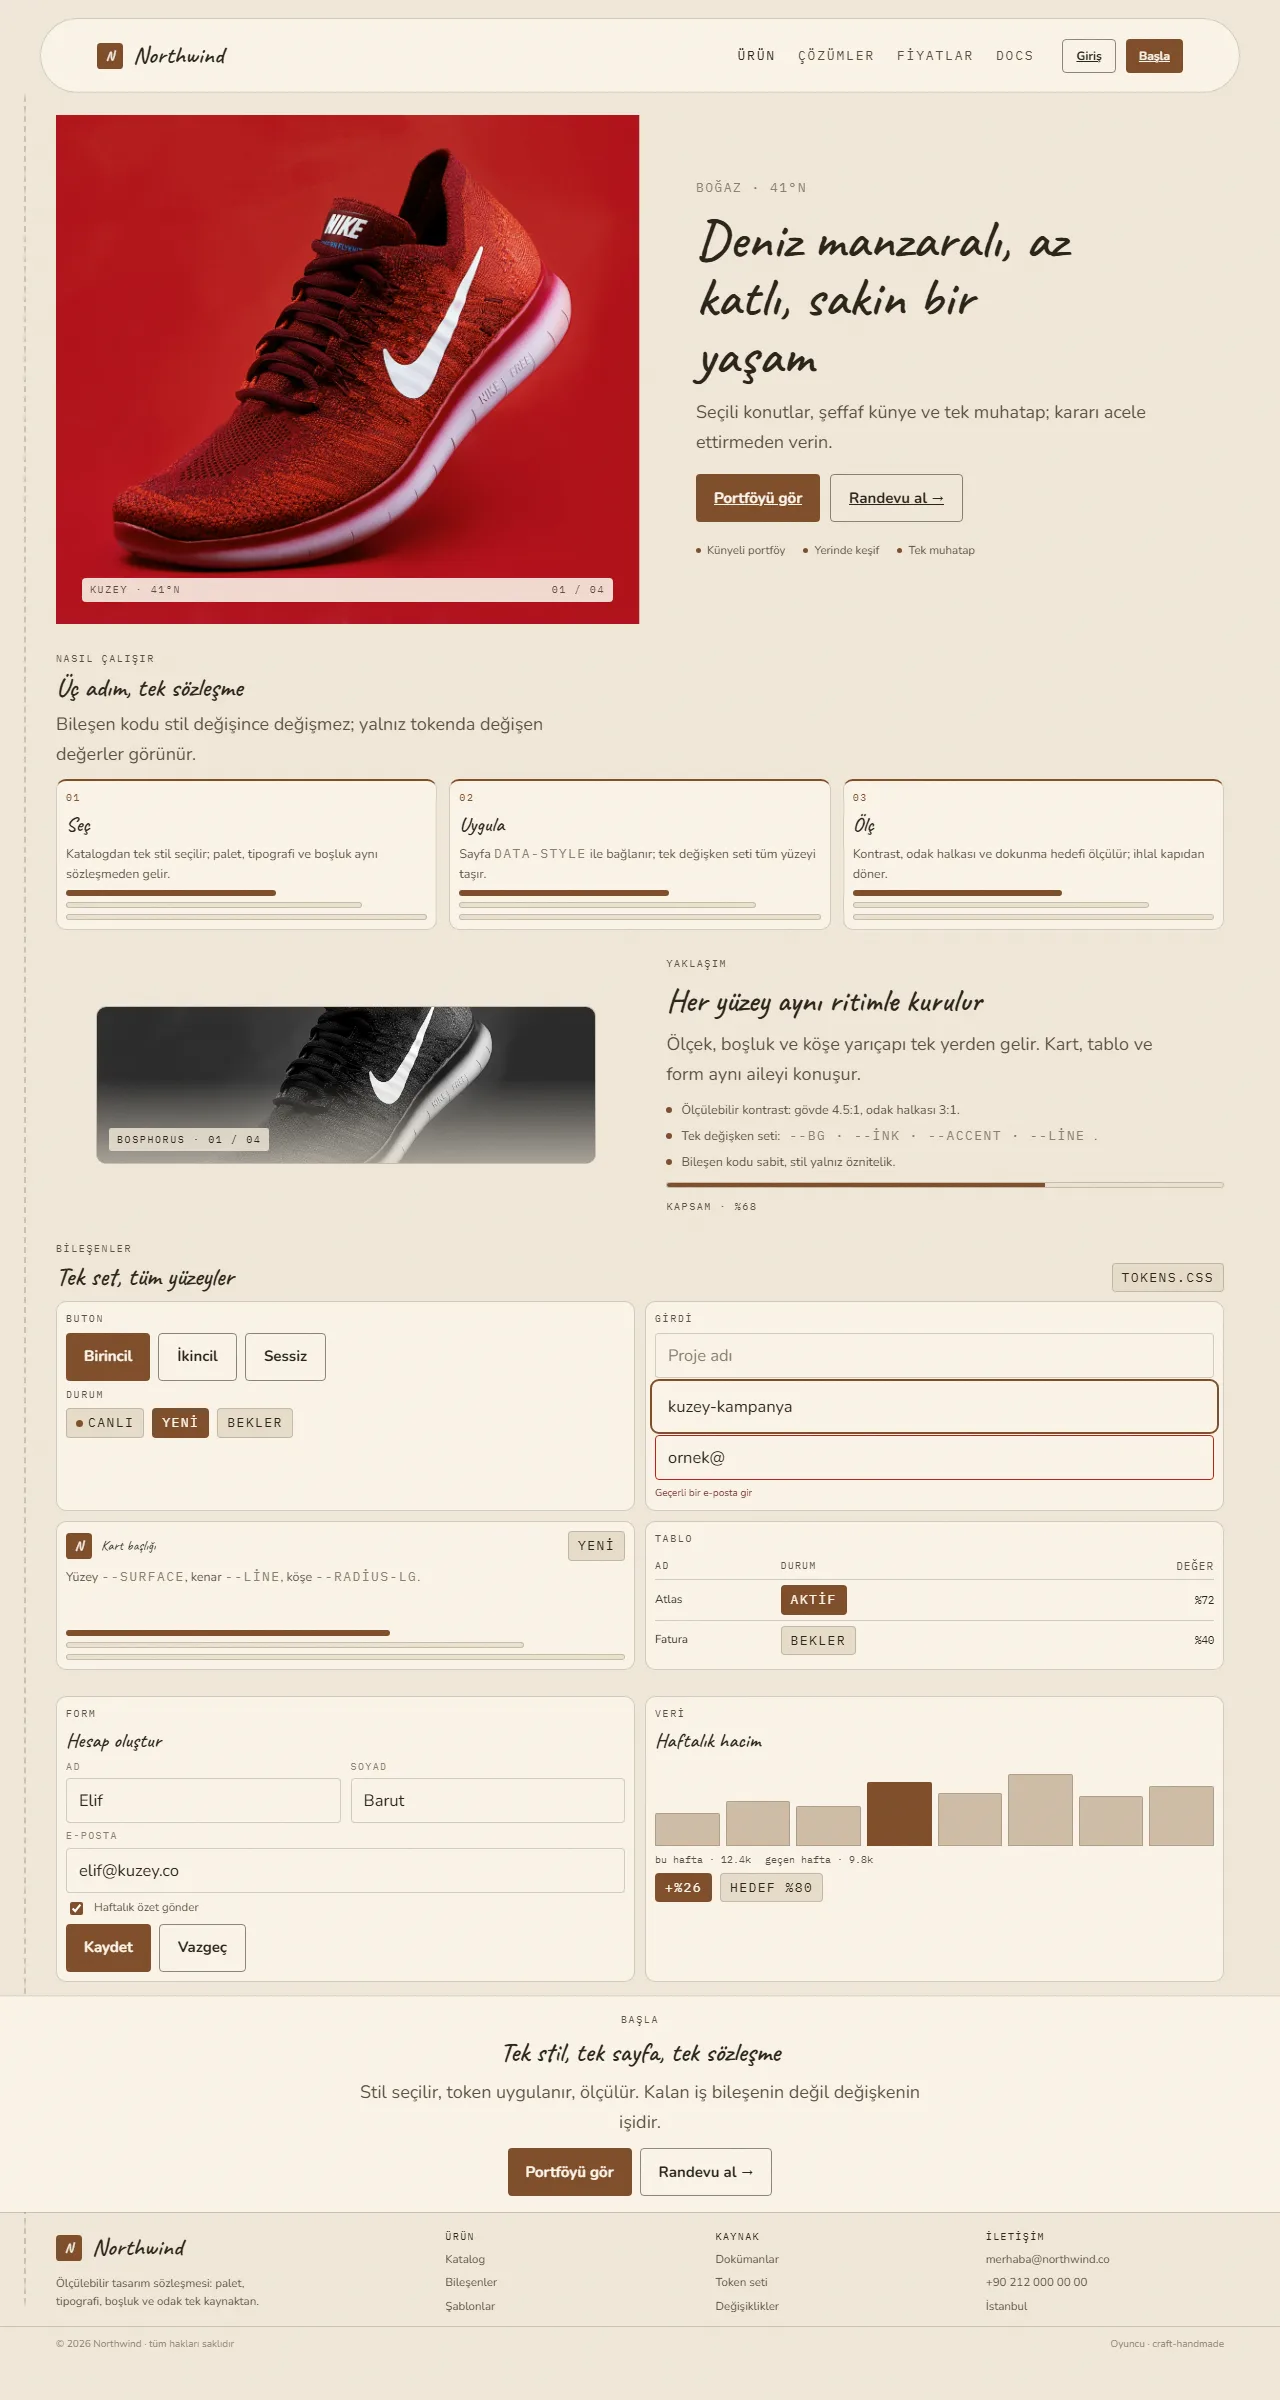 N Northwind
ÜRÜN ÇÖZÜMLER FİYATLAR DOCS Giriş Başla
NIKE
NIKE FREE
KUZEY · 41°N 01 / 04
BOĞAZ · 41°N
Deniz manzaralı, az
katlı, sakin bir
yaşam
Seçili konutlar, şeffaf künye ve tek muhatap; kararı acele
ettirmeden verin.
Portföyü gör Randevu al →
Künyeli portföy Yerinde keşif Tek muhatap
NASIL ÇALIŞIR
Üç adım, tek sözleşme
Bileşen kodu stil değişince değişmez; yalnız tokenda değişen
değerler görünür.
01
Seç
Katalogdan tek stil seçilir; palet, tipografi ve boşluk aynı
sözleşmeden gelir.
02
Uygula
Sayfa DATA-STYLE ile bağlanır; tek değişken seti tüm yüzeyi
taşır.
03
Ölç
Kontrast, odak halkası ve dokunma hedefi ölçülür; ihlal kapıdan
döner.
BOSPHORUS · 01 / 04
YAKLAŞIM
Her yüzey aynı ritimle kurulur
Ölçek, boşluk ve köşe yarıçapı tek yerden gelir. Kart, tablo ve
form aynı aileyi konuşur.
Ölçülebilir kontrast: gövde 4.5:1, odak halkası 3:1.
Tek değişken seti: --BG · --İNK · --ACCENT · --LİNE .
Bileşen kodu sabit, stil yalnız öznitelik.
KAPSAM · %68
BİLEŞENLER
Tek set, tüm yüzeyler
TOKENS.CSS
BUTON
Birincil İkincil Sessiz
DURUM
CANLI YENİ BEKLER
GİRDİ
Proje adı
kuzey-kampanya
ornek@
Geçerli bir e-posta gir
N Kart başlığı YENİ
Yüzey --SURFACE, kenar --LİNE, köşe --RADİUS-LG.
TABLO
AD DURUM DEĞER
Atlas AKTİF %72
Fatura BEKLER %40
FORM
Hesap oluştur
AD SOYAD
Elif Barut
E-POSTA
elif@kuzey.co
Haftalık özet gönder
Kaydet Vazgeç
VERİ
Haftalık hacim
bu hafta · 12.4k geçen hafta · 9.8k
+%26 HEDEF %80
BAŞLA
Tek stil, tek sayfa, tek sözleşme
Stil seçilir, token uygulanır, ölçülür. Kalan iş bileşenin değil değişkenin
işidir.
Portföyü gör Randevu al →
N Northwind
Ölçülebilir tasarım sözleşmesi: palet,
tipografi, boşluk ve odak tek kaynaktan.
ÜRÜN
Katalog
Bileşenler
Şablonlar
KAYNAK
Dokümanlar
Token seti
Değişiklikler
İLETİŞİM
merhaba@northwind.co
+90 212 000 00 00
İstanbul
© 2026 Northwind · tüm hakları saklıdır
Oyuncu · craft-handmade